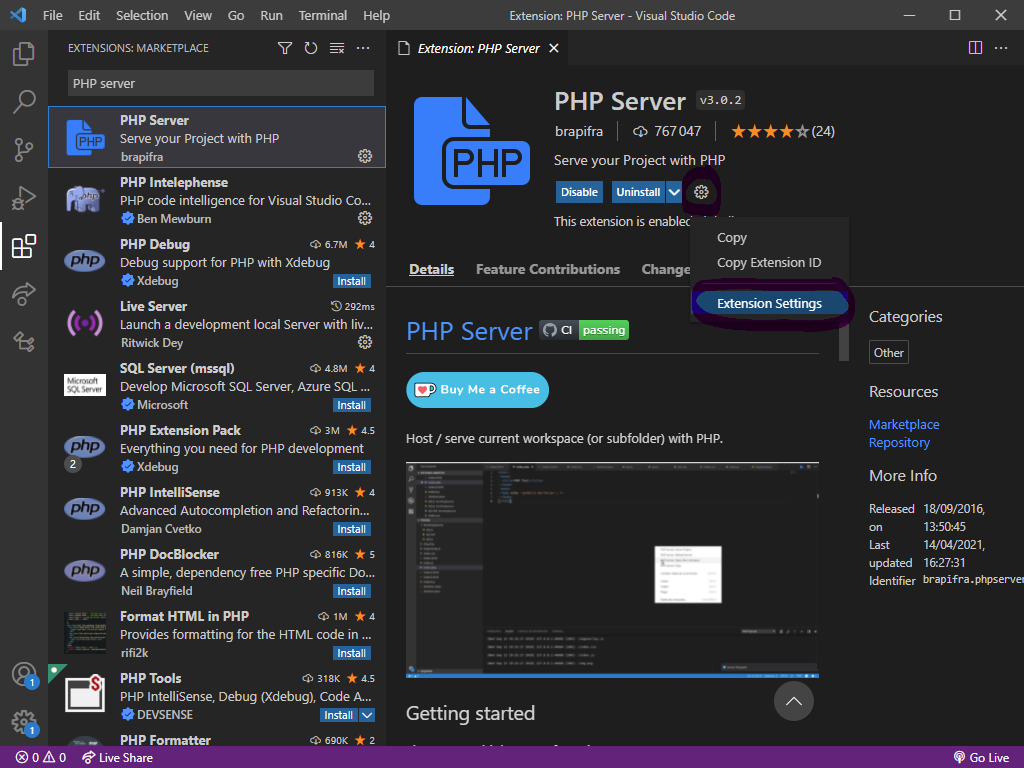 File Edit Selection View Go Run Terminal Help
Extension: PHP Server - Visual Studio Code
EXTENSIONS: MARKETPLACE
PHP server
PHP Server
Serve your Project with PHP
brapifra
PHP Intelephense
PHP code intelligence for Visual Studio Co...
Ben Mewburn
PHP Debug 6.7M 4
Debug support for PHP with Xdebug
Xdebug Install
Live Server 292ms
Launch a development local Server with liv...
Ritwick Dey
Microsoft
SQL Server
SQL Server (mssql) 4.8M 4
Develop Microsoft SQL Server, Azure SQL ...
Microsoft Install
php
2
PHP Extension Pack 3M 4.5
Everything you need for PHP development
Xdebug Install
PHP IntelliSense 913K 4
Advanced Autocompletion and Refactorin...
Damjan Cvetko Install
PHP DocBlocker 816K 5
A simple, dependency free PHP specific Do...
Neil Brayfield Install
Format HTML in PHP 1M 4
Provides formatting for the HTML code in ...
rifi2k Install
PHP Tools 318K 4.5
PHP IntelliSense, Debug (Xdebug), Code A...
DEVSENSE Install
PHP Formatter 690K 2
1
1
Extension: PHP Server
PHP
PHP Server v3.0.2
brapifra 767 047 (24)
Serve your Project with PHP
Disable Uninstall
This extension is enabled
Copy
Copy Extension ID
Extension Settings
Details Feature Contributions Change
PHP Server CI passing
Buy Me a Coffee
Host / serve current workspace (or subfolder) with PHP.
Getting started
Categories
Other
Resources
Marketplace
Repository
More Info
Released on 18/09/2016, 13:50:45
Last updated 14/04/2021, 16:27:31
Identifier brapifra.phpserver
0 0 Live Share
Go Live